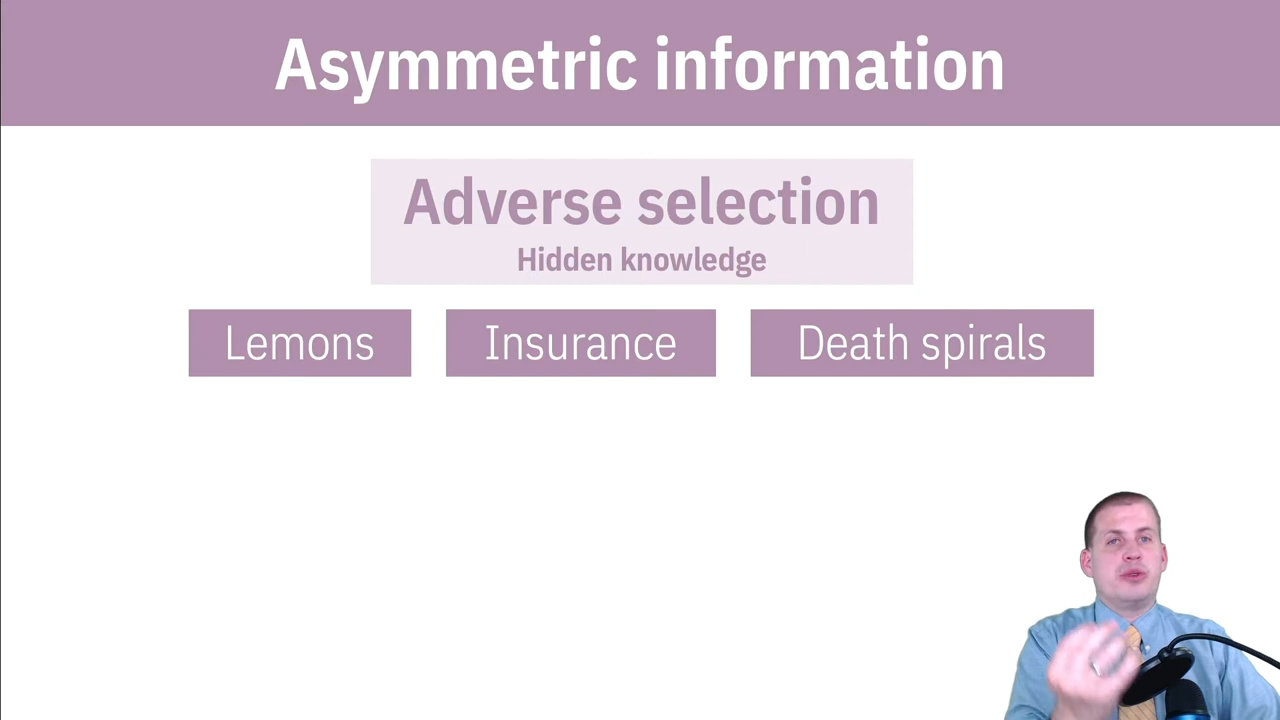 Asymmetric information
Adverse selection
Hidden knowledge
Lemons
Insurance
Death spirals